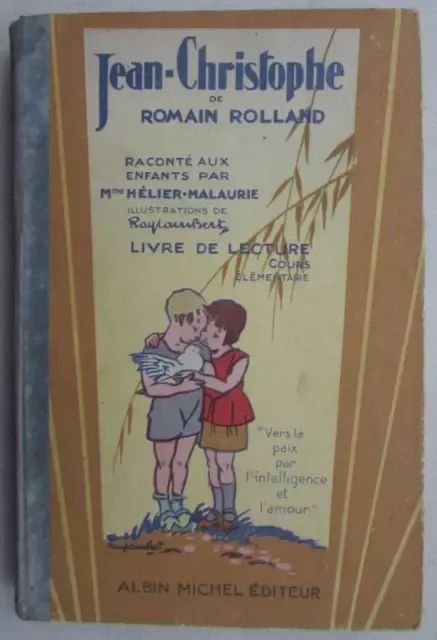 Jean-Christophe
DE
ROMAIN ROLLAND
RACONTÉ AUX
ENFANTS PAR
Mme HÉLIER-MALAURIE
ILLUSTRATIONS DE
RaylamBert
LIVRE DE LECTURE
COURS
ÉLÉMENTAIRE
"Vers la
paix
par
l'intelligence
et
l'amour"
RaylamBert
ALBIN MICHEL ÉDITEUR